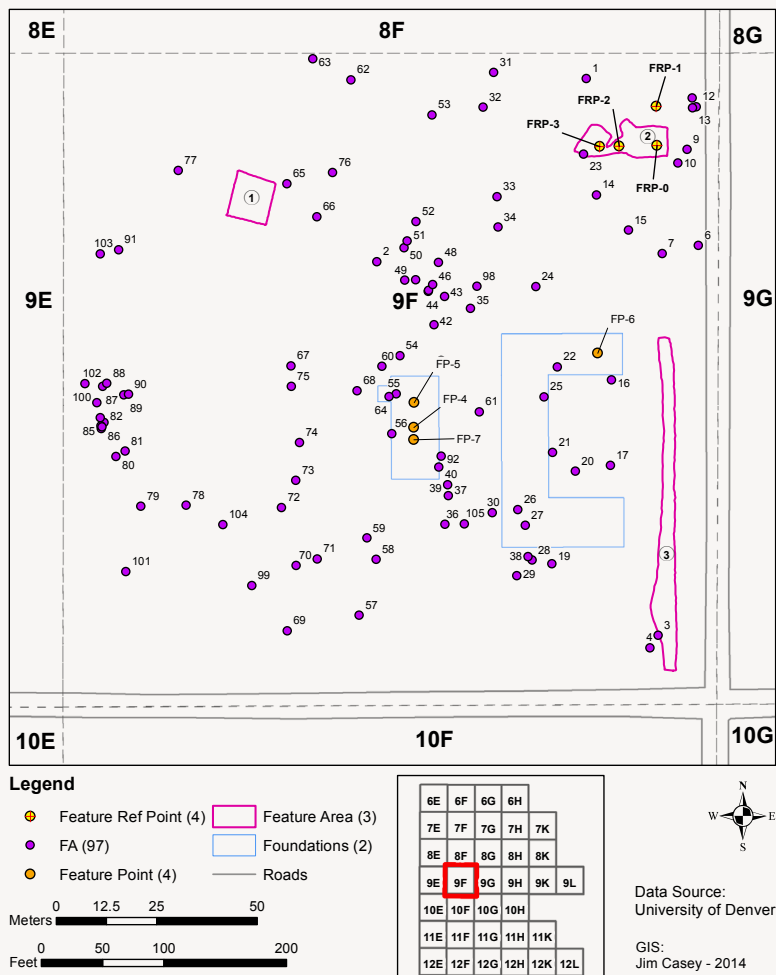 8E 8F 8G
63 62 31 1
FRP-1
12
32 53 FRP-2 13
FRP-3 2 9
10
77 76 23
65 FRP-0
1 33 14
66
52 34 15
51 6
91 50 48 7
103 2
49 46 98 24
9E 9F 9G
43 35
44
42
54 FP-6
60
67 FP-5 22
102 88 75 68 16
90 55 25
87
100 64 61
82 89 FP-4
56
85 86 FP-7
81 74 21
80 92 17
20
73 40
39 37
79 78 72 30 26
104 36 105 27
59
71 58 38 28 19
101 70 3
99 29
57
69 3
4
10E 10F 10G
Legend
Feature Ref Point (4) Feature Area (3)
FA (97) Foundations (2)
Feature Point (4) Roads
0 12.5 25 50
Meters
0 50 100 200
Feet
6E 6F 6G 6H
7E 7F 7G 7H 7K
8E 8F 8G 8H 8K
9E 9F 9G 9H 9K 9L
10E 10F 10G 10H
11E 11F 11G 11H 11K
12E 12F 12G 12H 12K 12L
N
W E
S
Data Source:
University of Denver
GIS:
Jim Casey - 2014